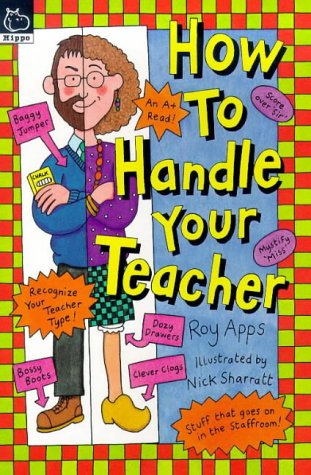 Hippo
How
To
Handle
Your
Teacher
An A+
Read!
Score
over 'Sir'
Baggy
Jumper
CHALK
Mystify
'Miss'
Recognize
Your Teacher
Type!
Dozy
Drawers
Roy Apps
Illustrated by
Nick Sharratt
Bossy
Boots
Clever Clogs
Stuff that goes on
in the Staffroom!